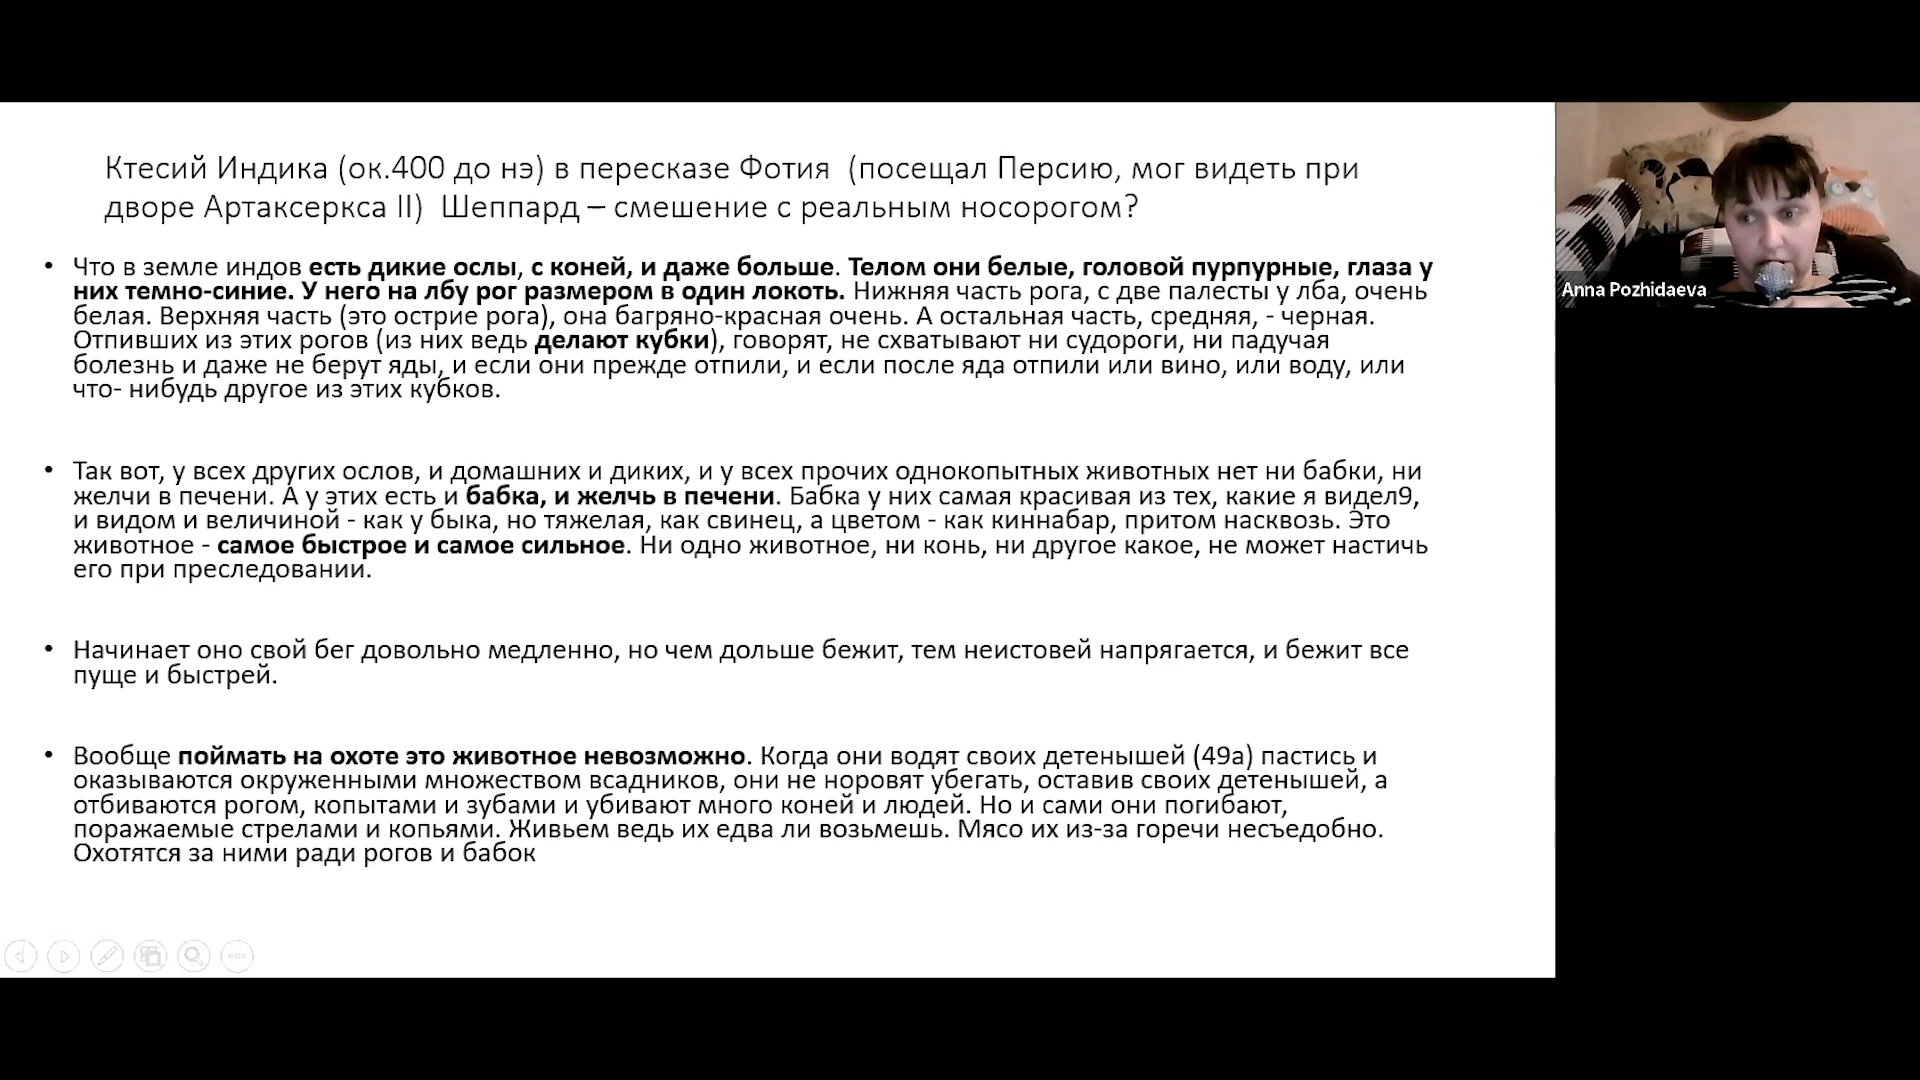 Ктесий Индика (ок.400 до нэ) в пересказе Фотия (посещал Персию, мог видеть при
дворе Артаксеркса II) Шеппард – смешение с реальным носорогом?
• Что в земле индов есть дикие ослы, с коней, и даже больше. Телом они белые, головой пурпурные, глаза у
них темно-синие. У него на лбу рог размером в один локоть. Нижняя часть рога, с две палесты у лба, очень
белая. Верхняя часть (это острие рога), она багряно-красная очень. А остальная часть, средняя, - черная.
Отпивших из этих рогов (из них ведь делают кубки), говорят, не схватывают ни судороги, ни падучая
болезнь и даже не берут яды, и если они прежде отпили, и если после яда отпили или вино, или воду, или
что- нибудь другое из этих кубков.
• Так вот, у всех других ослов, и домашних и диких, и у всех прочих однокопытных животных нет ни бабки, ни
желчи в печени. А у этих есть и бабка, и желчь в печени. Бабка у них самая красивая из тех, какие я видел9,
и видом и величиной - как у быка, но тяжелая, как свинец, а цветом - как киннабар, притом насквозь. Это
животное - самое быстрое и самое сильное. Ни одно животное, ни конь, ни другое какое, не может настичь
его при преследовании.
• Начинает оно свой бег довольно медленно, но чем дольше бежит, тем неистовей напрягается, и бежит все
пуще и быстрей.
• Вообще поймать на охоте это животное невозможно. Когда они водят своих детенышей (49a) пастись и
оказываются окруженными множеством всадников, они не норовят убегать, оставив своих детенышей, а
отбиваются рогом, копытами и зубами и убивают много коней и людей. Но и сами они погибают,
поражаемые стрелами и копьями. Живьем ведь их едва ли возьмешь. Мясо их из-за горечи несъедобно.
Охотятся за ними ради рогов и бабок
Anna Pozhidaeva